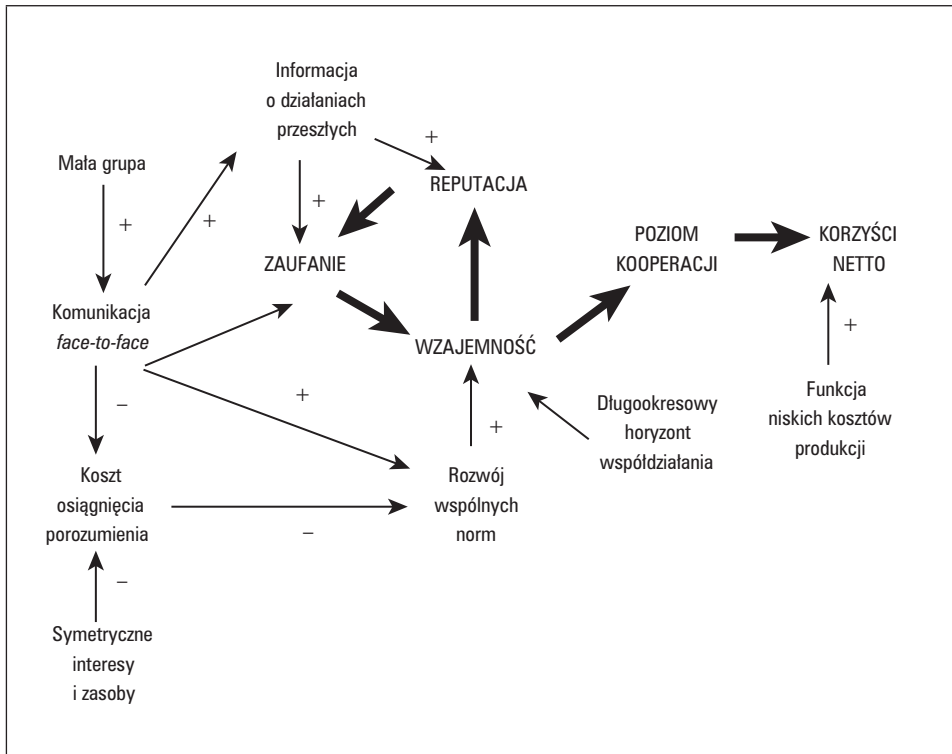 Informacja
o działaniach
przeszłych
+
Mała grupa
REPUTACJA
+
+
+
POZIOM
KOOPERACJI
KORZYŚCI
NETTO
ZAUFANIE
Komunikacja
face-to-face
WZAJEMNOŚĆ
+
–
+
+
Długookresowy
horyzont
współdziałania
Funkcja
niskich kosztów
produkcji
Koszt
osiągnięcia
porozumienia
–
Rozwój
wspólnych
norm
–
Symetryczne
interesy
i zasoby